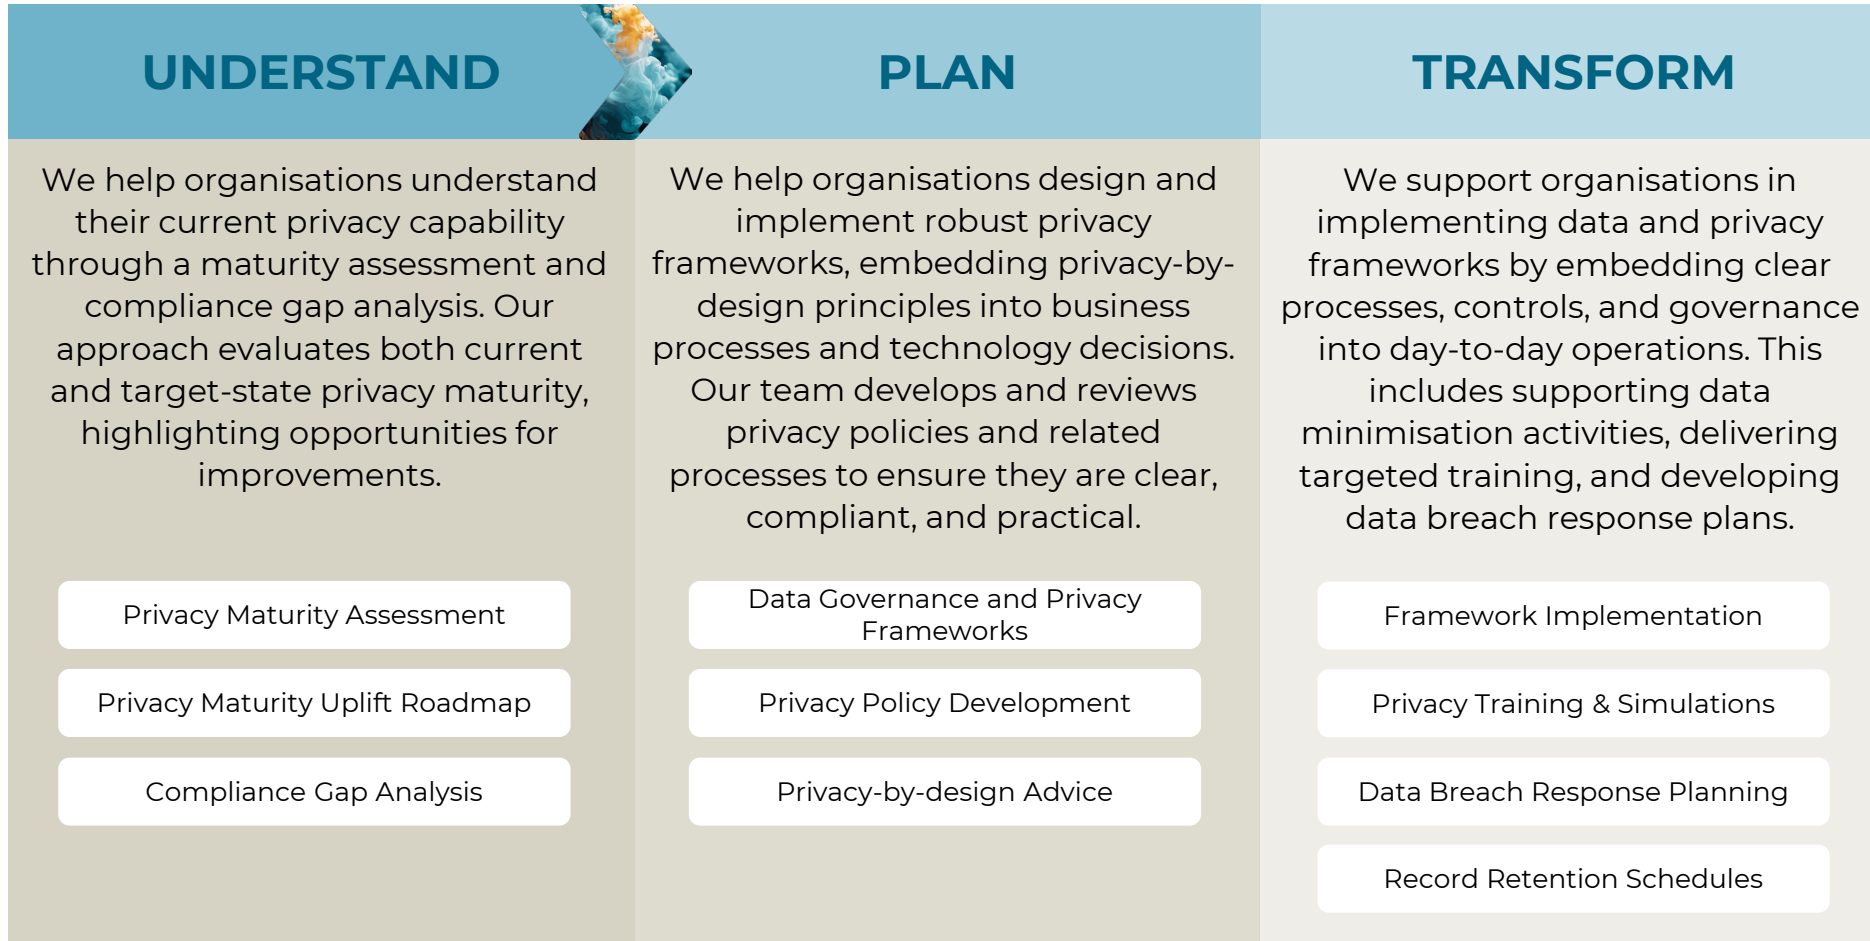 UNDERSTAND
We help organisations understand
their current privacy capability
through a maturity assessment and
compliance gap analysis. Our
approach evaluates both current
and target-state privacy maturity,
highlighting opportunities for
improvements.
Privacy Maturity Assessment
Privacy Maturity Uplift Roadmap
Compliance Gap Analysis
PLAN
We help organisations design and
implement robust privacy
frameworks, embedding privacy-by-
design principles into business
processes and technology decisions.
Our team develops and reviews
privacy policies and related
processes to ensure they are clear,
compliant, and practical.
Data Governance and Privacy
Frameworks
Privacy Policy Development
Privacy-by-design Advice
TRANSFORM
We support organisations in
implementing data and privacy
frameworks by embedding clear
processes, controls, and governance
into day-to-day operations. This
includes supporting data
minimisation activities, delivering
targeted training, and developing
data breach response plans.
Framework Implementation
Privacy Training & Simulations
Data Breach Response Planning
Record Retention Schedules